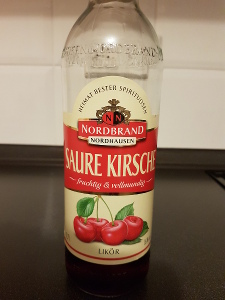 HEIMAT BESTER SPIRITUOSEN
N N
NORDBRAND
NORDHAUSEN
SAURE KIRSCHE
fruchtig & vollmundig
LIKÖR